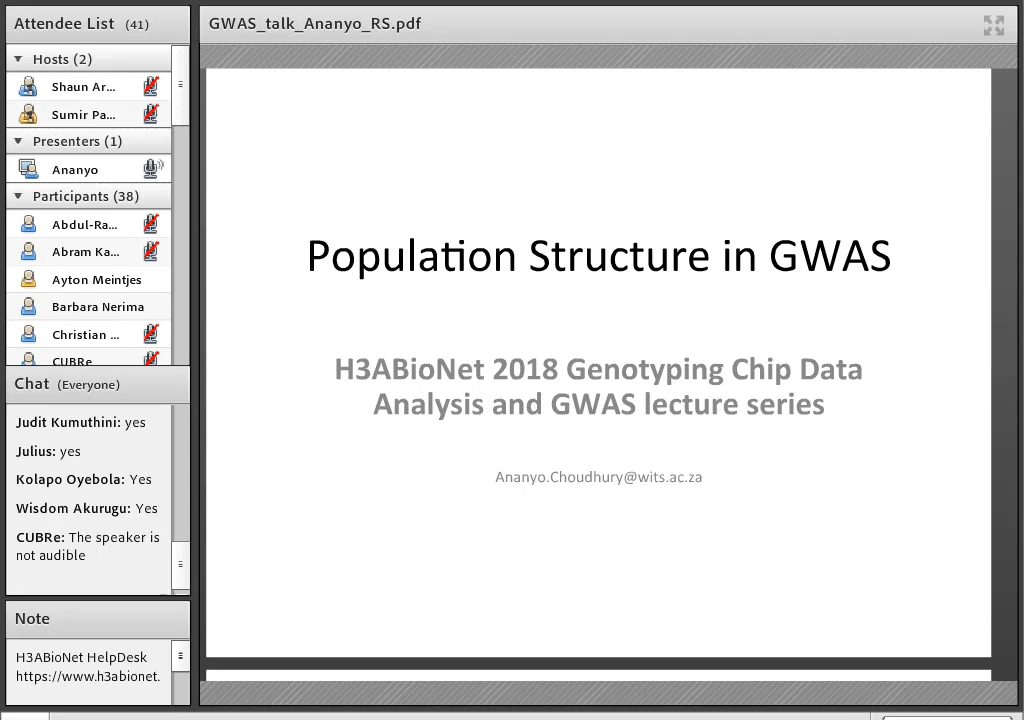 Attendee List (41)
Hosts (2)
Shaun Ar...
Sumir Pa...
Presenters (1)
Ananyo
Participants (38)
Abdul-Ra...
Abram Ka...
Ayton Meintjes
Barbara Nerima
Christian ...
CUBRe
Chat (Everyone)
Judit Kumuthini: yes
Julius: yes
Kolapo Oyebola: Yes
Wisdom Akurugu: Yes
CUBRe: The speaker is
not audible
Note
H3ABioNet HelpDesk
https://www.h3abionet.
GWAS_talk_Ananyo_RS.pdf
Population Structure in GWAS
H3ABioNet 2018 Genotyping Chip Data
Analysis and GWAS lecture series
Ananyo.Choudhury@wits.ac.za